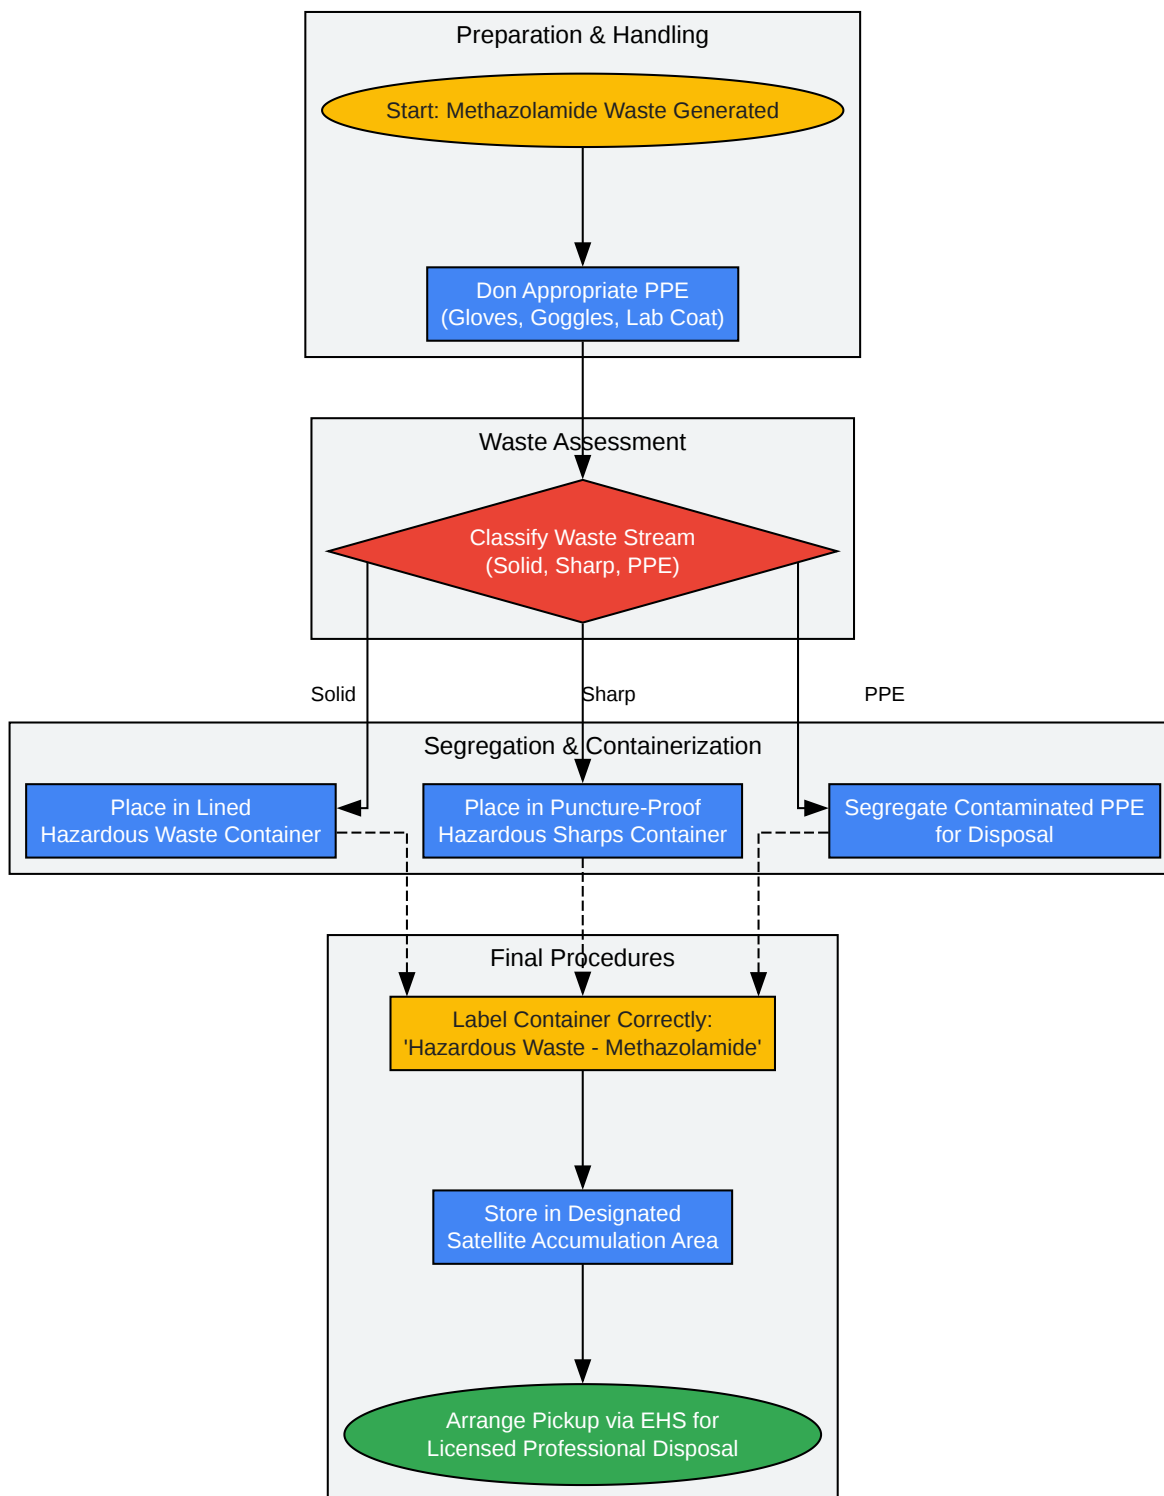 Preparation & Handling
Start: Methazolamide Waste Generated
Don Appropriate PPE
(Gloves, Goggles, Lab Coat)
Waste Assessment
Classify Waste Stream
(Solid, Sharp, PPE)
Solid
Sharp
PPE
Segregation & Containerization
Place in Lined
Hazardous Waste Container
Place in Puncture-Proof
Hazardous Sharps Container
Segregate Contaminated PPE
for Disposal
Final Procedures
Label Container Correctly:
'Hazardous Waste - Methazolamide'
Store in Designated
Satellite Accumulation Area
Arrange Pickup via EHS for
Licensed Professional Disposal